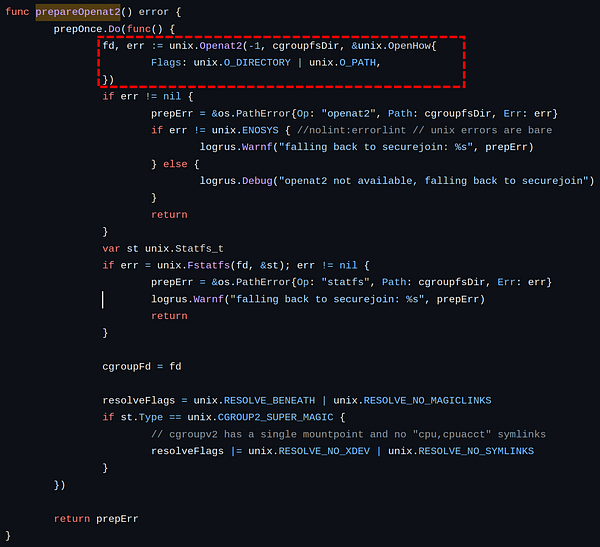 func prepareOpenat2() error {
prepOnce.Do(func() {
fd, err := unix.Openat2(-1, cgroupfsDir, &unix.OpenHow{
Flags: unix.O_DIRECTORY | unix.O_PATH,
})
if err != nil {
prepErr = &os.PathError{Op: "openat2", Path: cgroupfsDir, Err: err}
if err != unix.ENOSYS { //nolint:errorlint // unix errors are bare
logrus.Warnf("falling back to securejoin: %s", prepErr)
} else {
logrus.Debug("openat2 not available, falling back to securejoin")
}
return
}
var st unix.Statfs_t
if err = unix.Fstatfs(fd, &st); err != nil {
prepErr = &os.PathError{Op: "statfs", Path: cgroupfsDir, Err: err}
logrus.Warnf("falling back to securejoin: %s", prepErr)
return
}
cgroupFd = fd
resolveFlags = unix.RESOLVE_BENEATH | unix.RESOLVE_NO_MAGICLINKS
if st.Type == unix.CGROUP2_SUPER_MAGIC {
// cgroupv2 has a single mountpoint and no "cpu,cpuacct" symlinks
resolveFlags |= unix.RESOLVE_NO_XDEV | unix.RESOLVE_NO_SYMLINKS
}
})
return prepErr
}